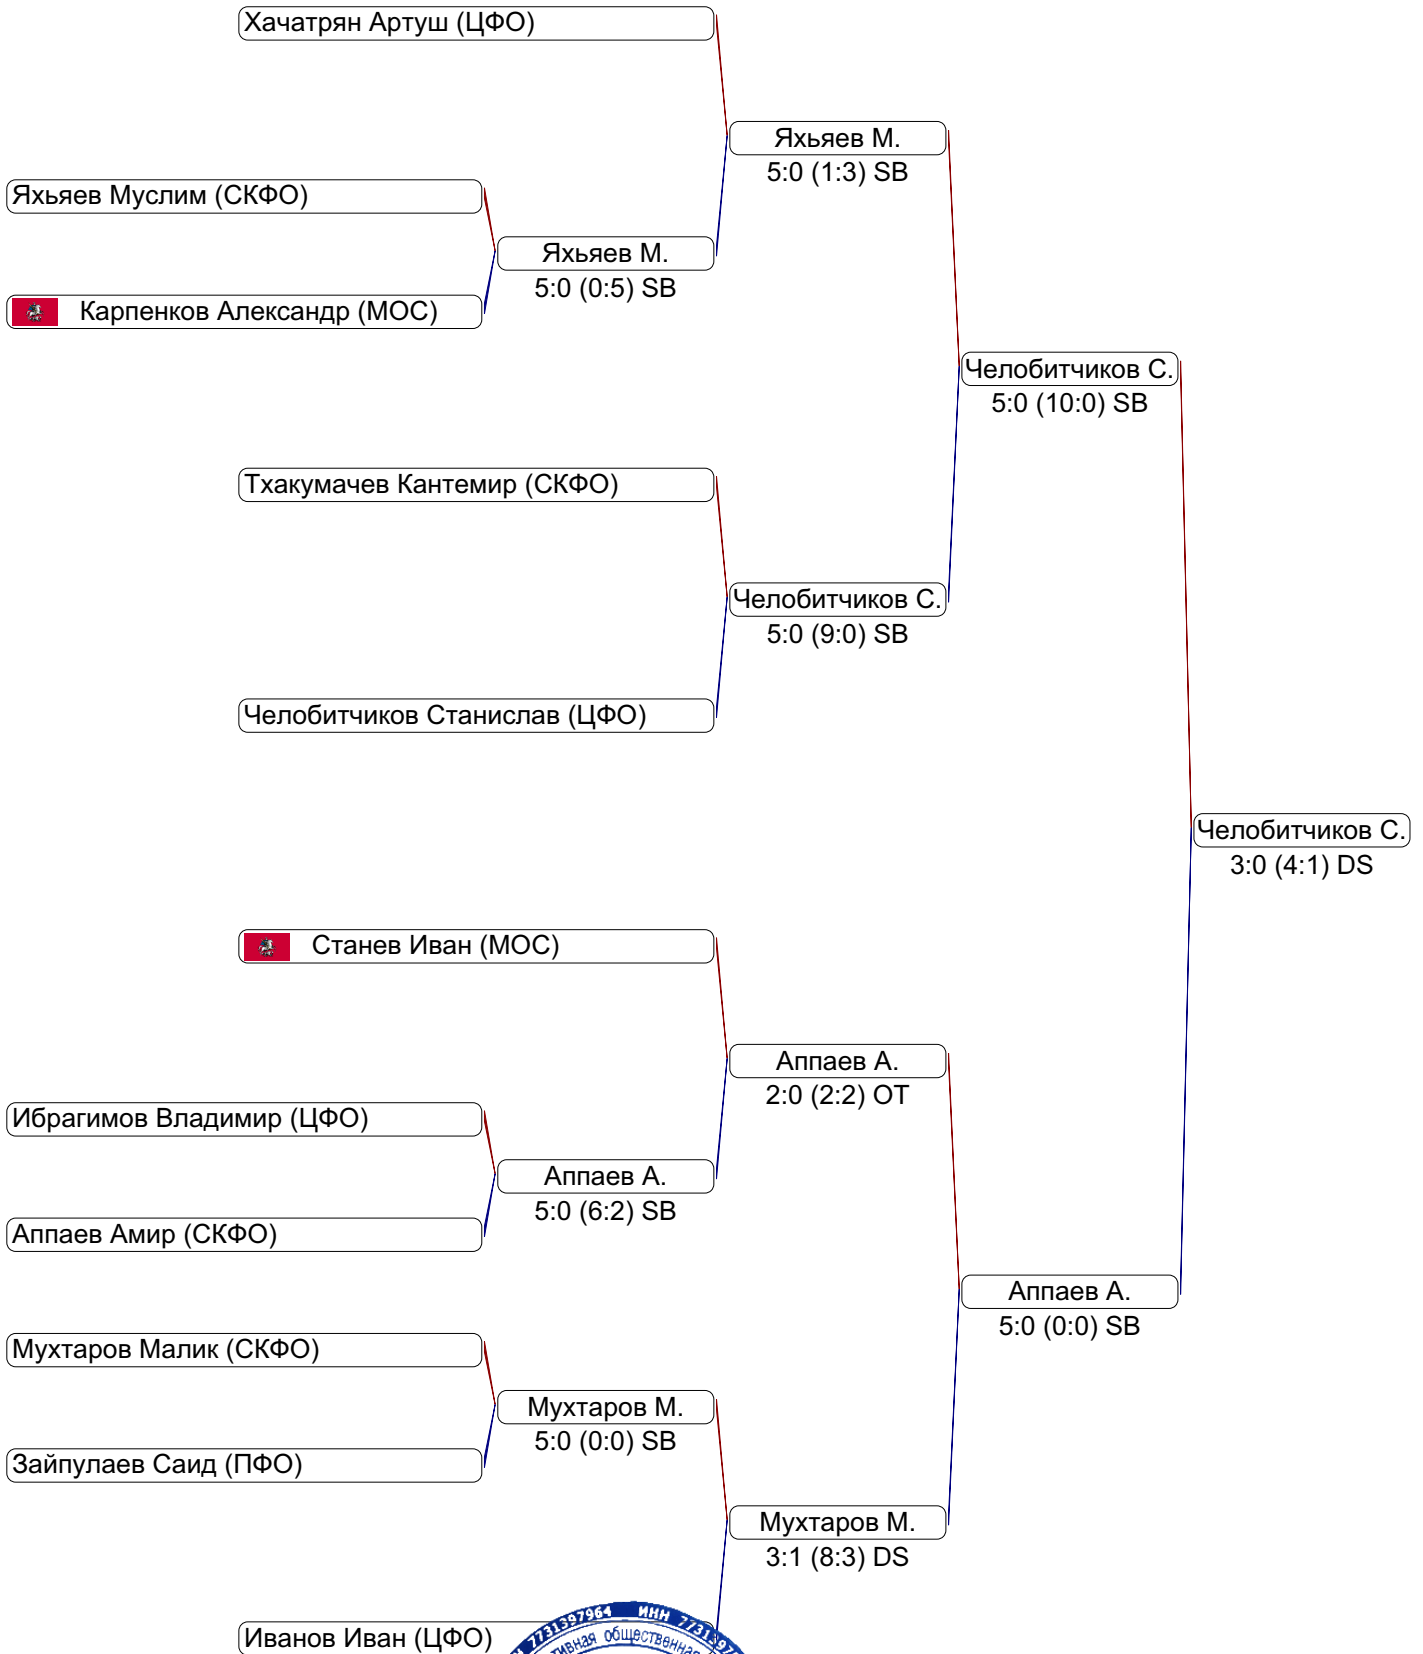 Хачатрян Артуш (ЦФО)
Яхьяев М.
5:0 (1:3) SB
Яхьяев Муслим (СКФО)
Яхьяев М.
5:0 (0:5) SB
Карпенков Александр (МОС)
Челобитчиков С.
5:0 (10:0) SB
Тхакумачев Кантемир (СКФО)
Челобитчиков С.
5:0 (9:0) SB
Челобитчиков Станислав (ЦФО)
Челобитчиков С.
3:0 (4:1) DS
Станев Иван (МОС)
Аппаев А.
2:0 (2:2) OT
Ибрагимов Владимир (ЦФО)
Аппаев А.
5:0 (6:2) SB
Аппаев Амир (СКФО)
Аппаев А.
5:0 (0:0) SB
Мухтаров Малик (СКФО)
Мухтаров М.
5:0 (0:0) SB
Зайпулаев Саид (ПФО)
Мухтаров М.
3:1 (8:3) DS
Иванов Иван (ЦФО)
7731397964 ИНН
общественная